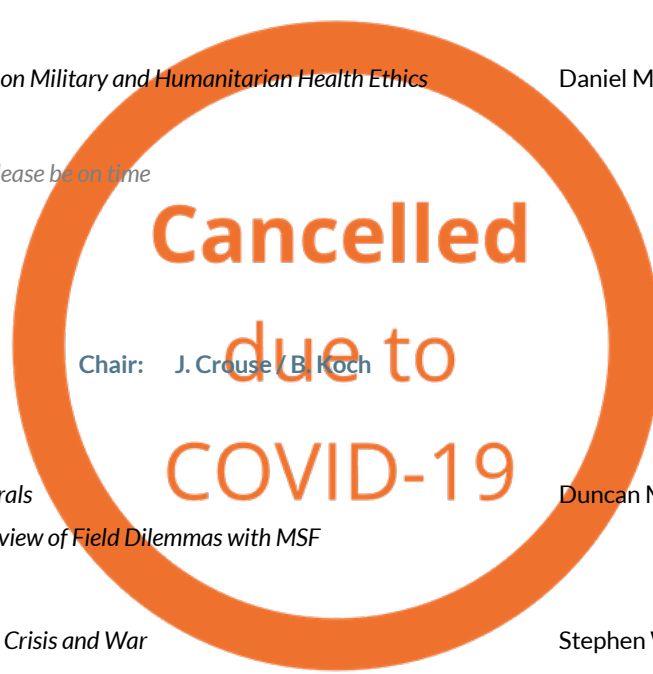 on Military and Humanitarian Health Ethics Daniel M
lease be on time
Cancelled
due to
Chair: J. Crouse / B. Koch
COVID-19
rals Duncan
view of Field Dilemmas with MSF
Crisis and War Stephen